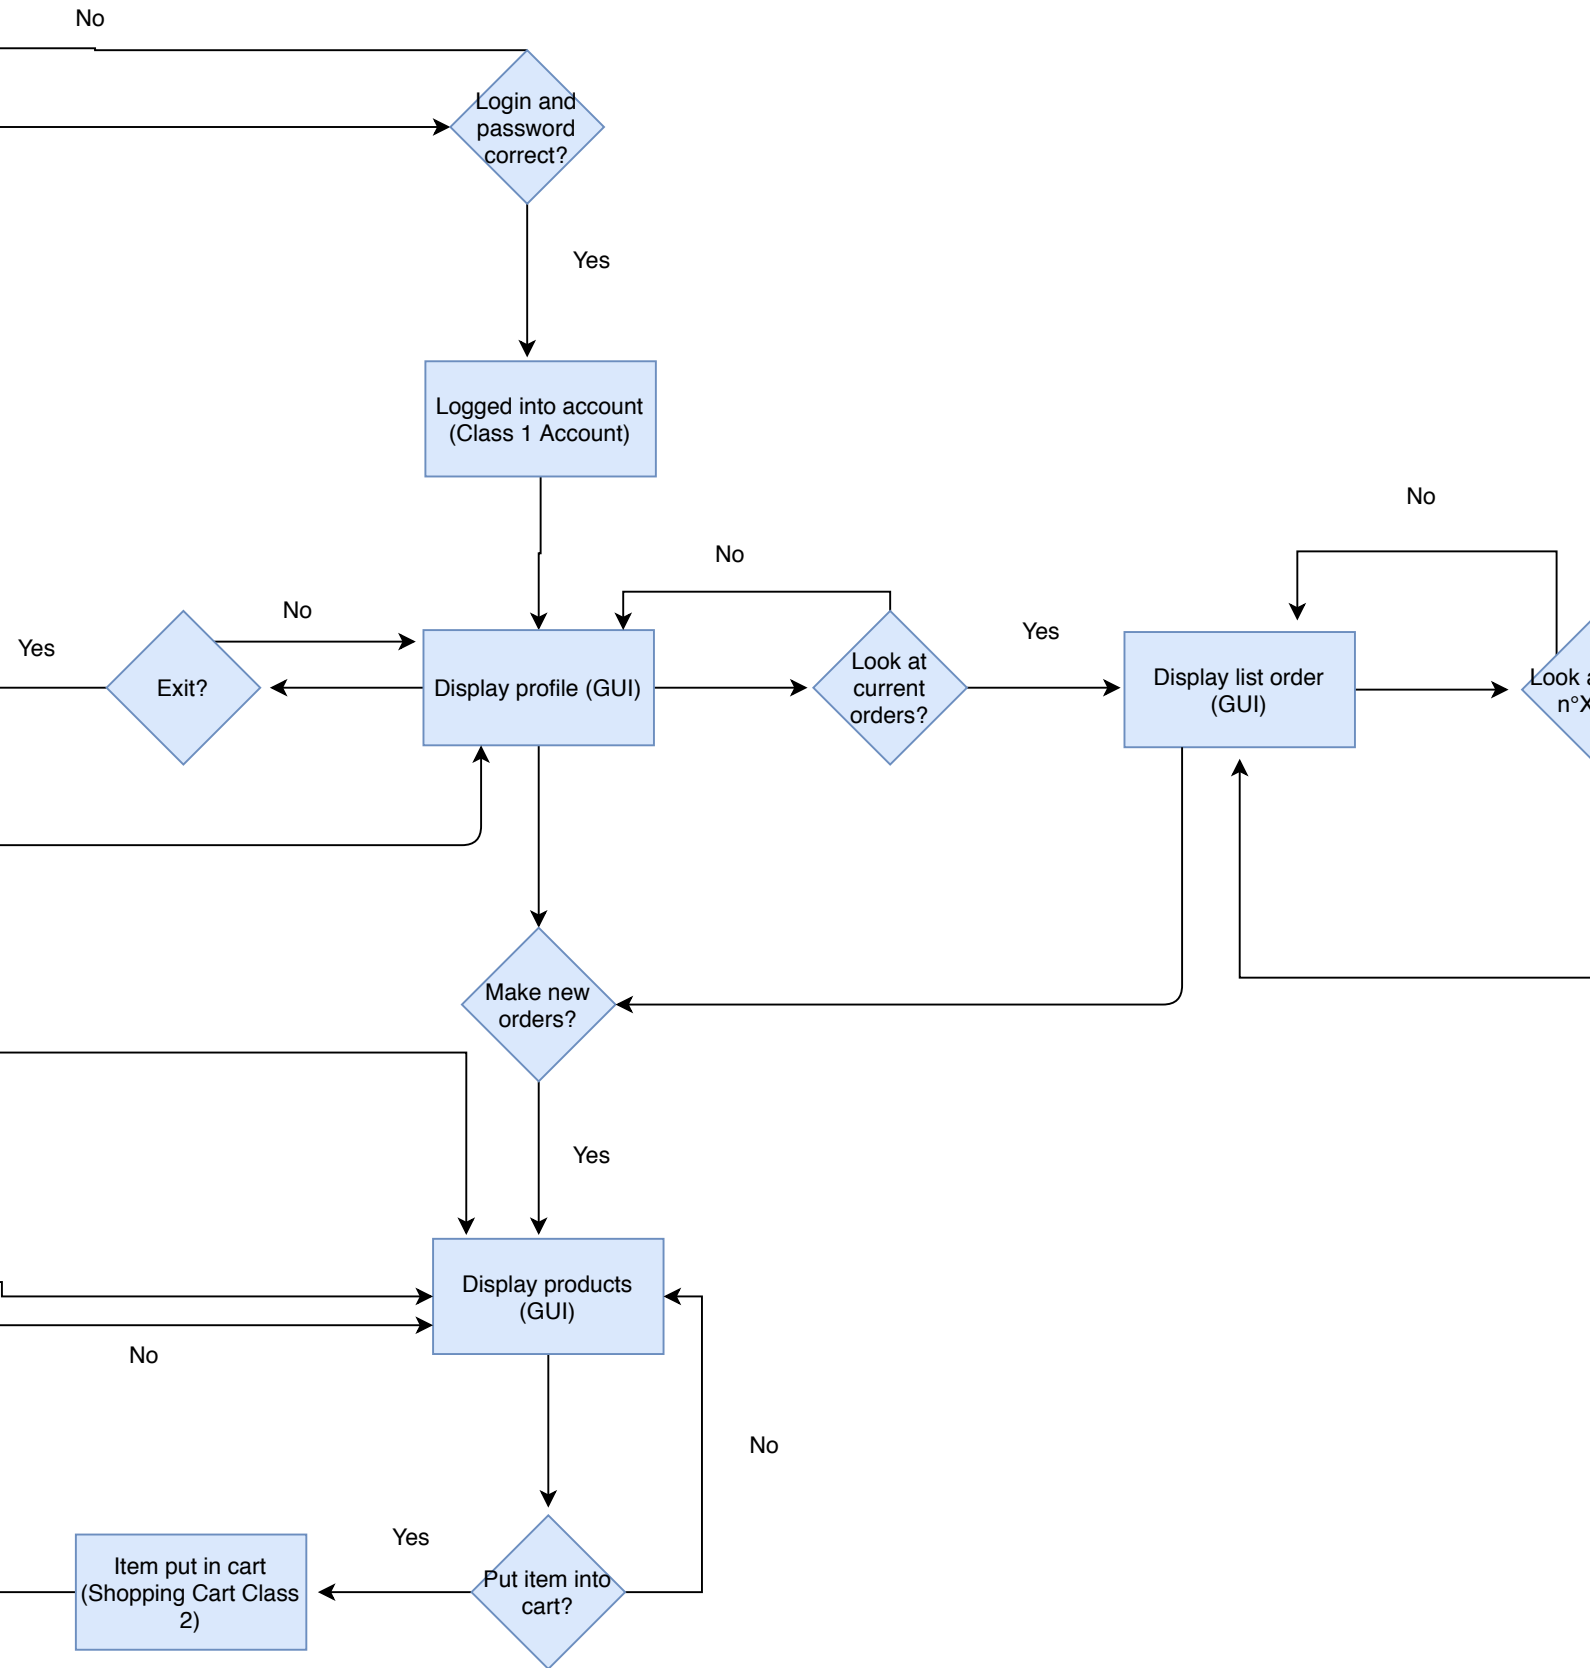 No
Login and
password
correct?
Yes
Logged into account
(Class 1 Account)
No
No
No
Yes
Exit?
Display profile (GUI)
Look at
current
orders?
Yes
Display list order
(GUI)
Look
n°X
Make new
orders?
Yes
Display products
(GUI)
No
No
Yes
Item put in cart
(Shopping Cart Class
2)
Put item into
cart?